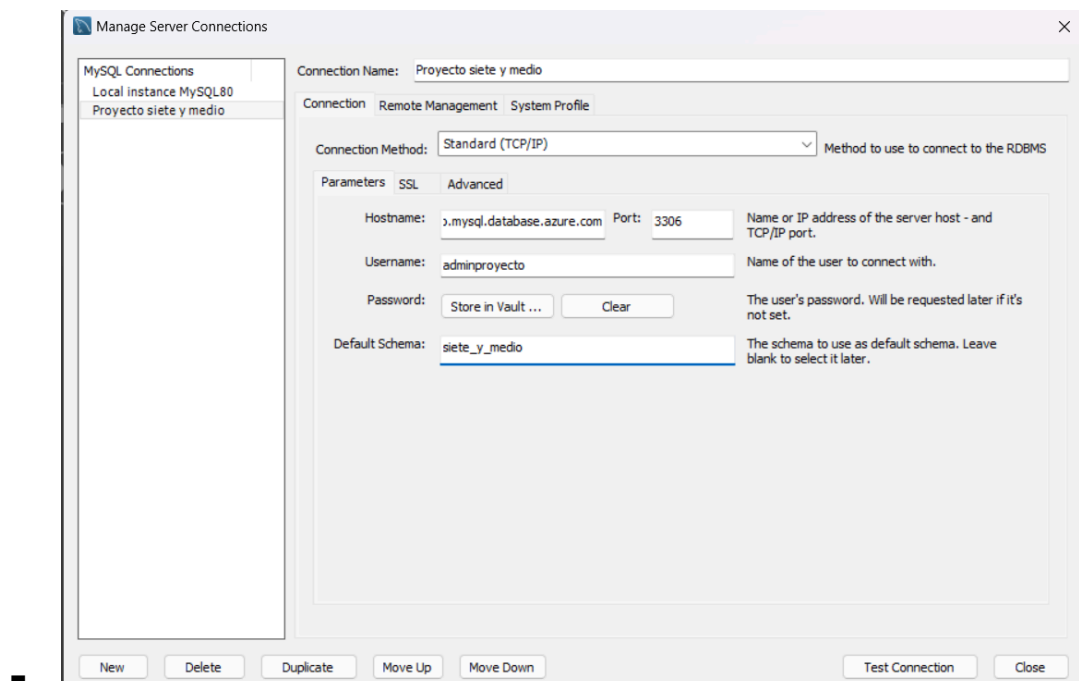 Manage Server Connections
MySQL Connections
Local instance MySQL80
Proyecto siete y medio
Connection Name: Proyecto siete y medio
Connection Remote Management System Profile
Connection Method: Standard (TCP/IP) Method to use to connect to the RDBMS
Parameters SSL Advanced
Hostname: .mysql.database.azure.com Port: 3306 Name or IP address of the server host - and
TCP/IP port.
Username: adminproyecto Name of the user to connect with.
Password: Store in Vault ... Clear The user's password. Will be requested later if it's
not set.
Default Schema: siete_y_medio The schema to use as default schema. Leave
blank to select it later.
New Delete Duplicate Move Up Move Down Test Connection Close